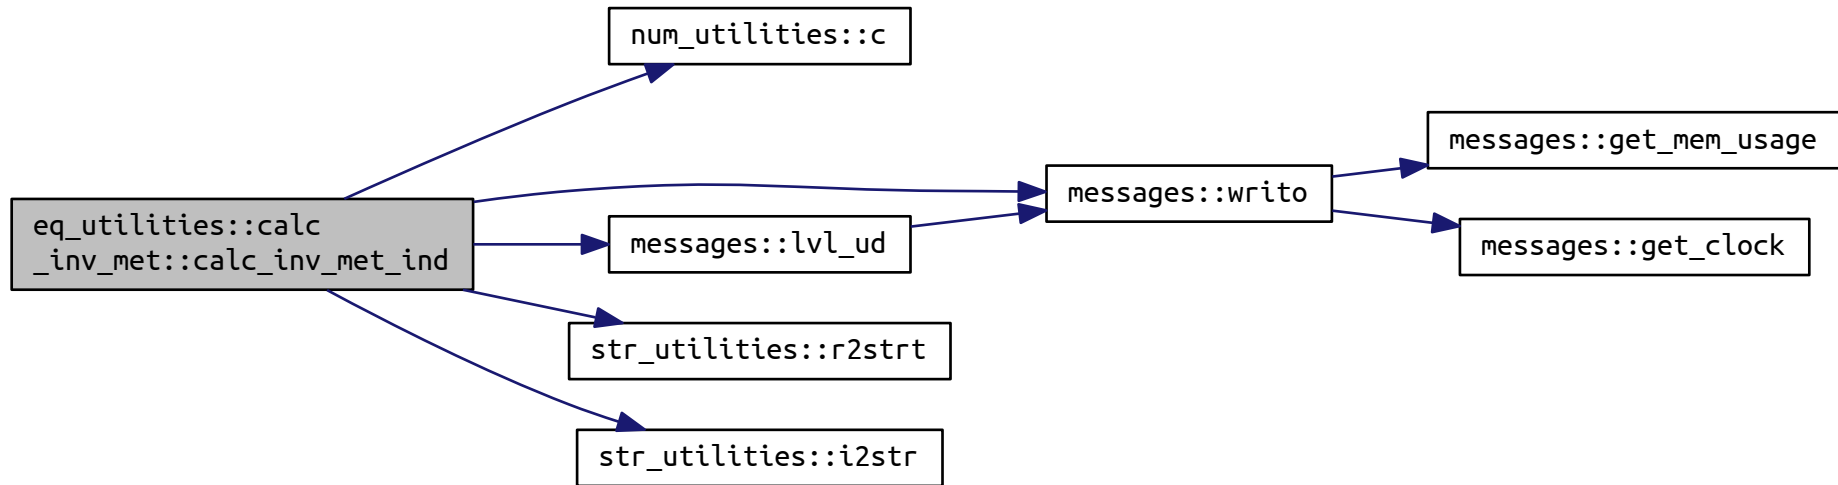 num_utilities::c
messages::get_mem_usage
messages::writo
eq_utilities::calc
_inv_met::calc_inv_met_ind
messages::lvl_ud
messages::get_clock
str_utilities::r2strt
str_utilities::i2str